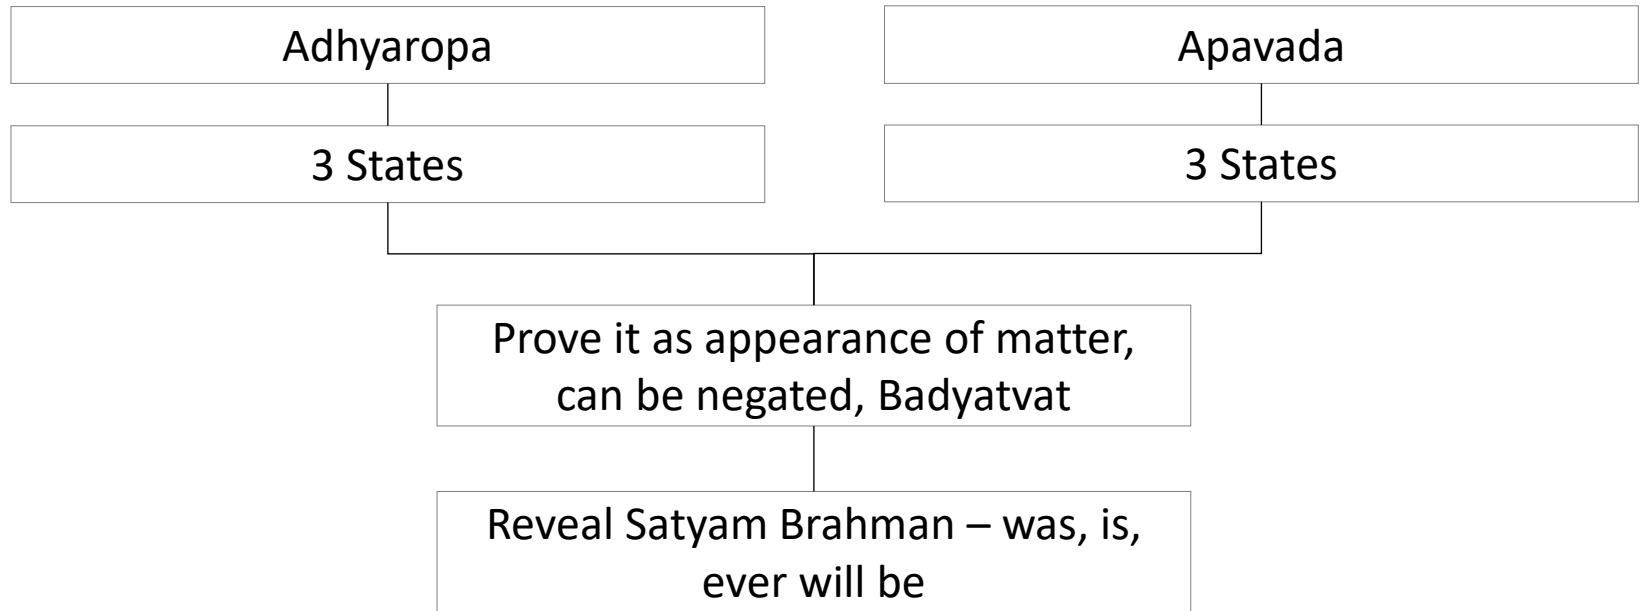 Adhyaropa
Apavada
3 States
3 States
Prove it as appearance of matter,
can be negated, Badyatvat
Reveal Satyam Brahman – was, is,
ever will be